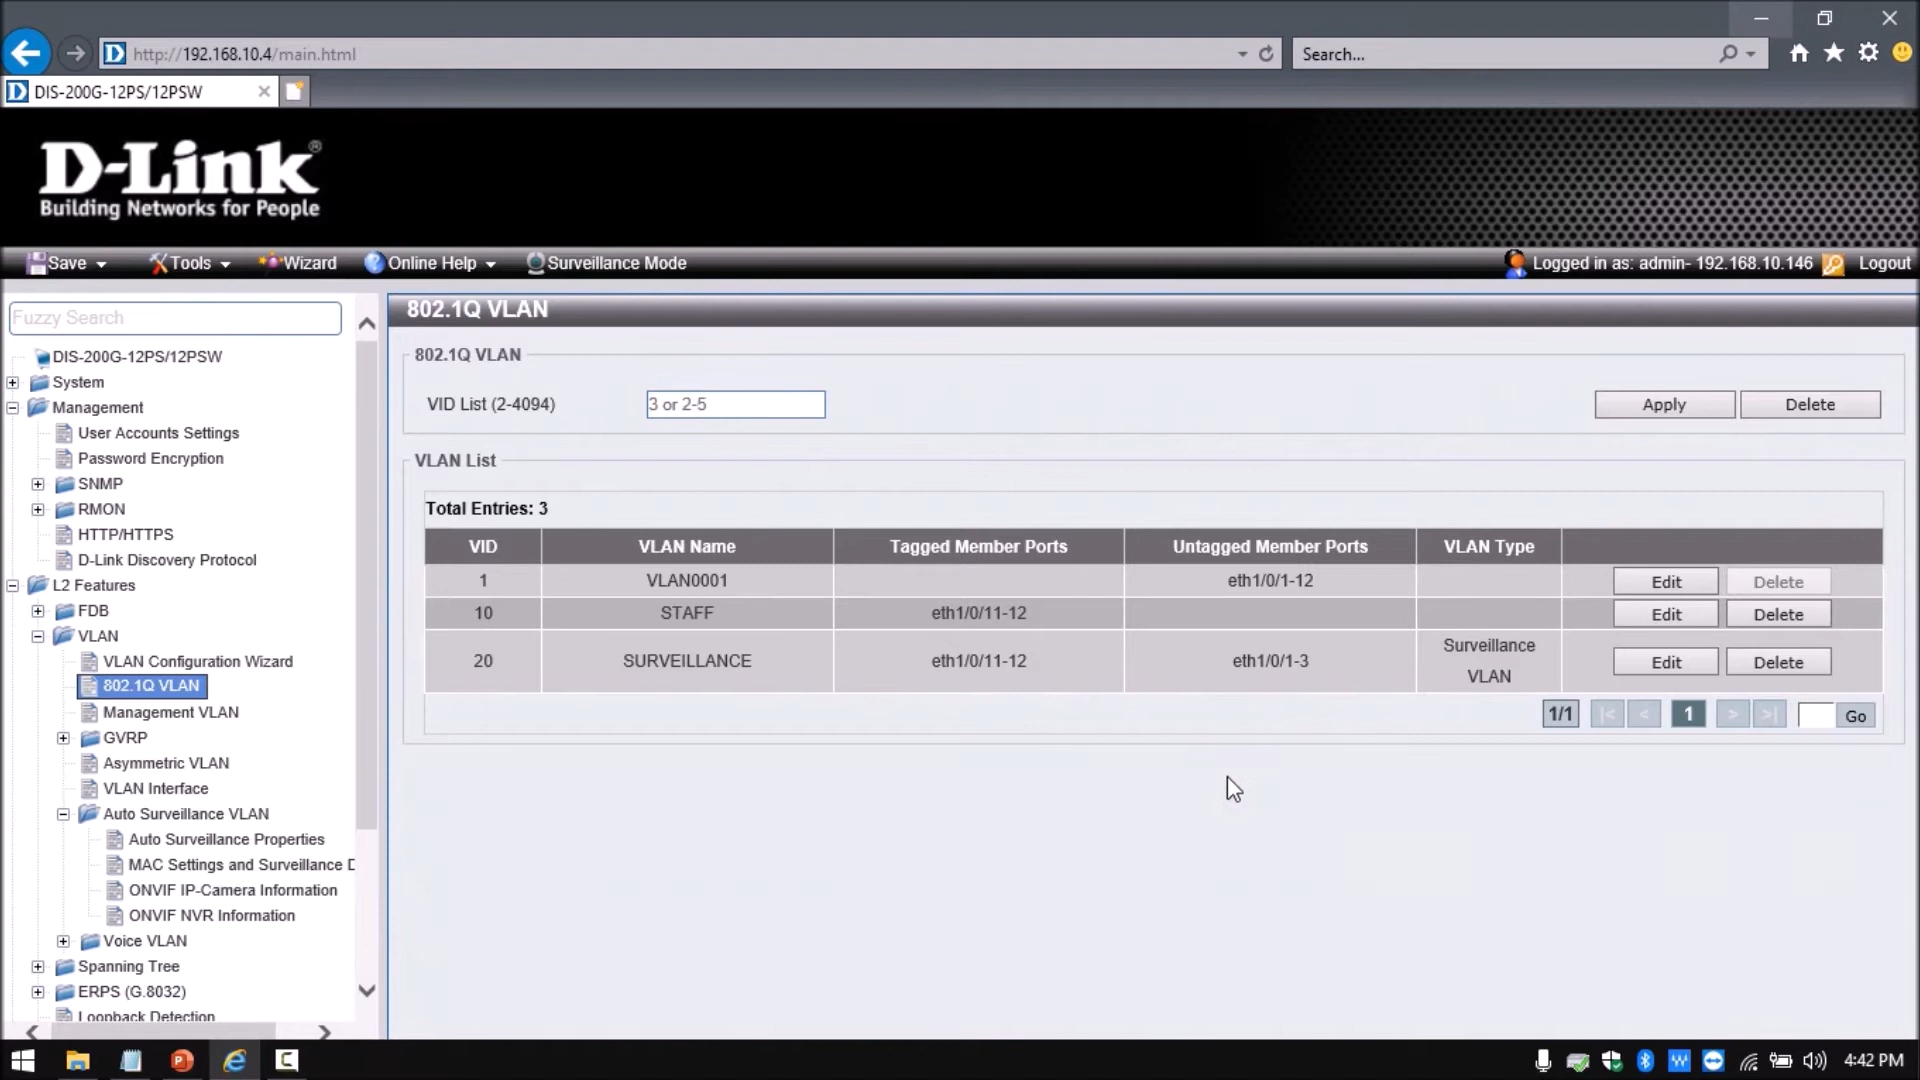 http://192.168.10.4/main.html
Search...
DIS-200G-12PS/12PSW
D-Link®
Building Networks for People
Save Tools Wizard Online Help Surveillance Mode Logged in as: admin- 192.168.10.146 Logout
Fuzzy Search
DIS-200G-12PS/12PSW
System
Management
User Accounts Settings
Password Encryption
SNMP
RMON
HTTP/HTTPS
D-Link Discovery Protocol
L2 Features
FDB
VLAN
VLAN Configuration Wizard
802.1Q VLAN
Management VLAN
GVRP
Asymmetric VLAN
VLAN Interface
Auto Surveillance VLAN
Auto Surveillance Properties
MAC Settings and Surveillance D
ONVIF IP-Camera Information
ONVIF NVR Information
Voice VLAN
Spanning Tree
ERPS (G.8032)
Loopback Detection
802.1Q VLAN
802.1Q VLAN
VID List (2-4094) 3 or 2-5 Apply Delete
VLAN List
Total Entries: 3
VID VLAN Name Tagged Member Ports Untagged Member Ports VLAN Type
1 VLAN0001 eth1/0/1-12 Edit Delete
10 STAFF eth1/0/11-12 Edit Delete
20 SURVEILLANCE eth1/0/11-12 eth1/0/1-3 Surveillance VLAN Edit Delete
1/1 |< < 1 > >| Go
4:42 PM